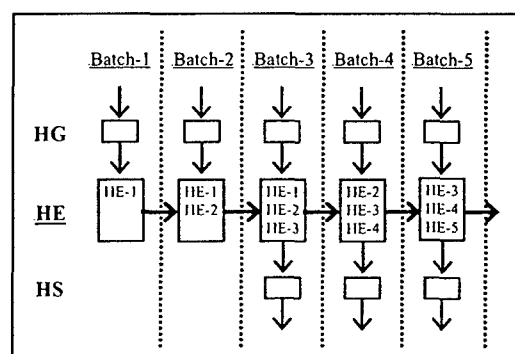 Batch-1 Batch-2 Batch-3 Batch-4 Batch-5
HG
HE HE-1 HE-1 HE-1 HE-2 HE-3
HE-2 HE-2 HE-3 HE-4
HE-3 HE-4 HE-5
HS